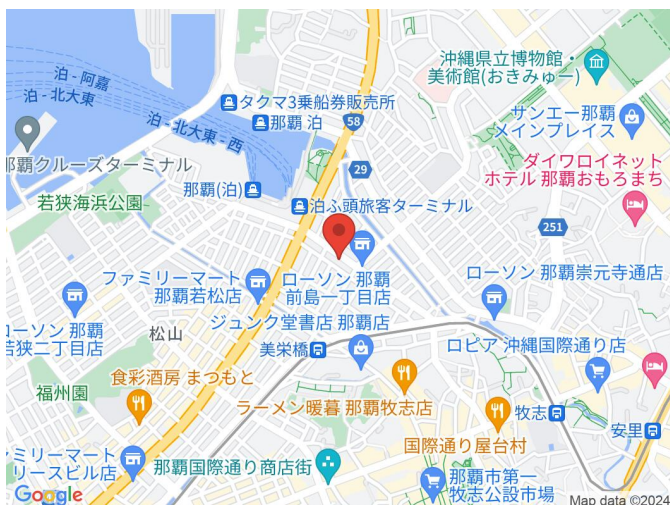 沖縄県立博物館・
美術館(おきみゅー)
泊 - 阿嘉
泊 - 北大東
タクマ3乗船券販売所
那覇 泊
サンエー那覇
メインプレイス
58
泊 - 北大東 - 西
那覇クルーズターミナル
29
ダイワロイネット
ホテル 那覇おもろまち
那覇(泊)
若狭海浜公園
泊ふ頭旅客ターミナル
251
ファミリーマート
那覇若松店
ローソン 那覇
前島一丁目店
ローソン 那覇崇元寺通店
ローソン 那覇
若狭二丁目店
松山
ジュンク堂書店 那覇店
美栄橋
ロピア 沖縄国際通り店
福州園
食彩酒房 まつもと
ラーメン暖暮 那覇牧志店
牧志
安里
国際通り屋台村
ァミリーマート
リースビル店
那覇国際通り商店街
那覇市第一
牧志公設市場
Google
Map data ©2024